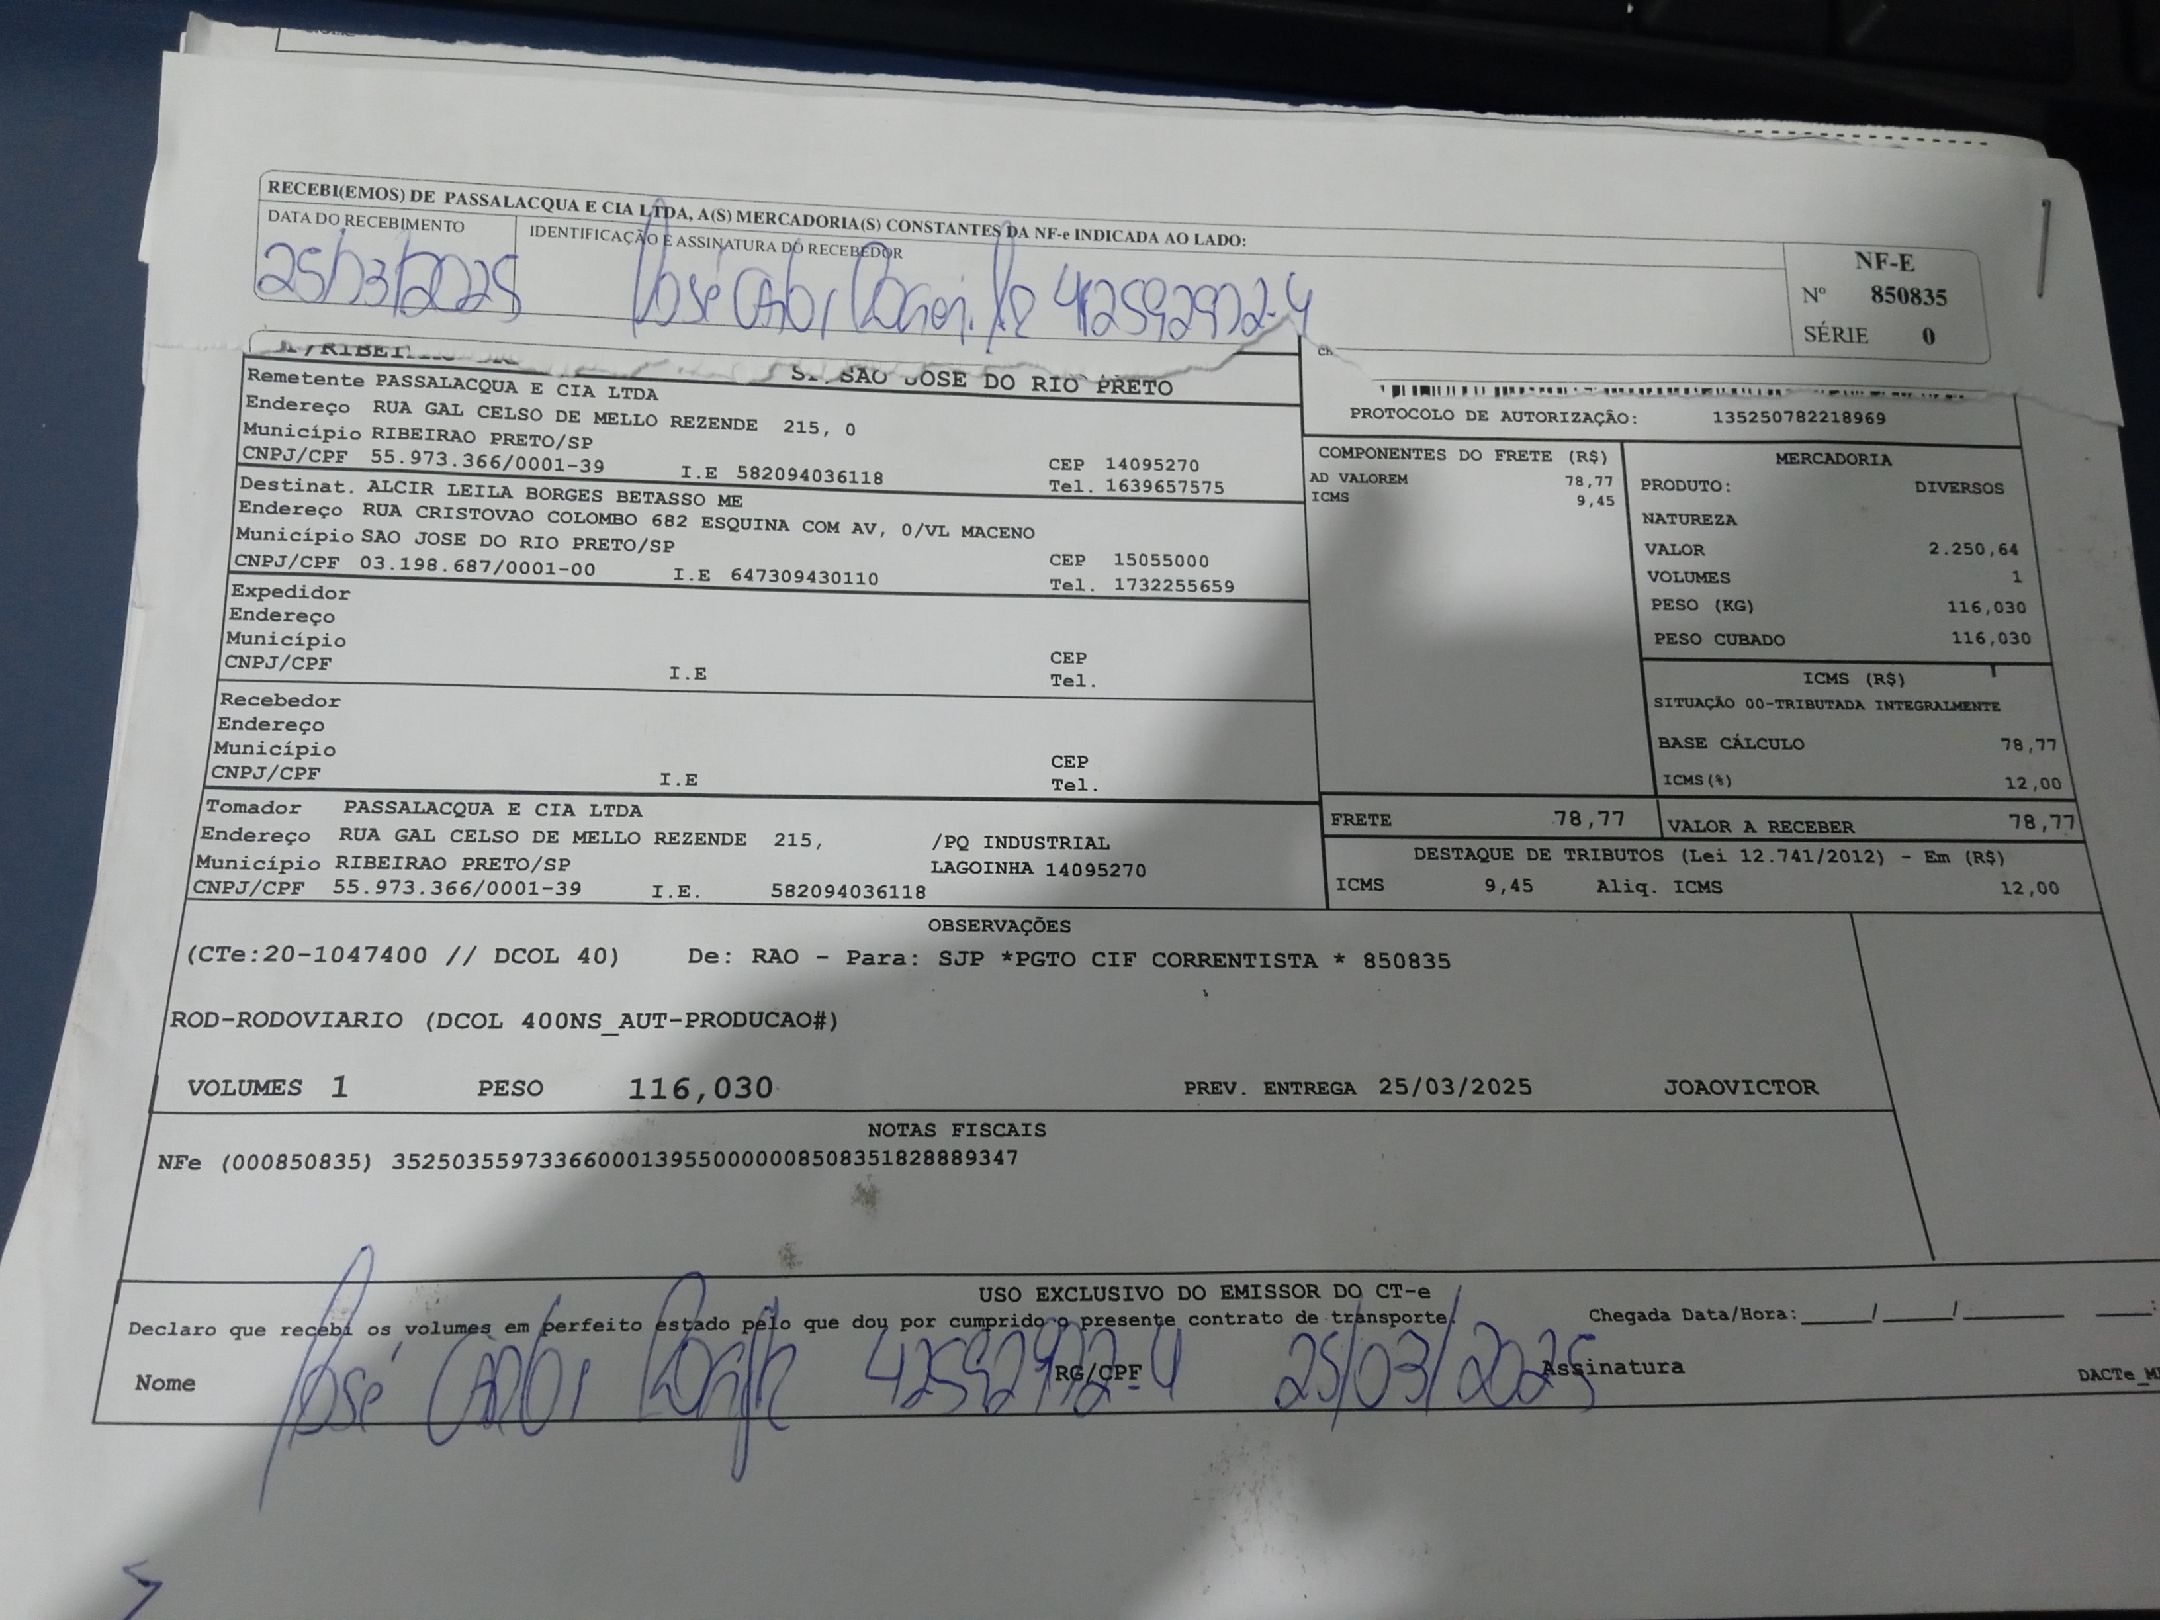 RECEBI(EMOS) DE PASSALACQUA E CIA LTDA, A(S) MERCADORIA(S) CONSTANTES DA NF-e INDICADA AO LADO:
DATA DO RECEBIMENTO
IDENTIFICAÇÃO E ASSINATURA DO RECEBEDOR
25/03/2025 José 42592972-4
NF-E
Nº 850835
SÉRIE 0
SAO JOSE DO RIO PRETO
Remetente PASSALACQUA E CIA LTDA
Endereço RUA GAL CELSO DE MELLO REZENDE 215, 0
Município RIBEIRAO PRETO/SP
CNPJ/CPF 55.973.366/0001-39 I.E 582094036118
CEP 14095270
Tel. 1639657575
Destinat. ALCIR LEILA BORGES BETASSO ME
Endereço RUA CRISTOVAO COLOMBO 682 ESQUINA COM AV, 0/VL MACENO
Município SAO JOSE DO RIO PRETO/SP
CNPJ/CPF 03.198.687/0001-00 I.E 647309430110
CEP 15055000
Tel. 1732255659
Expedidor
Endereço
Município
CNPJ/CPF I.E
CEP
Tel.
Recebedor
Endereço
Município
CNPJ/CPF I.E
CEP
Tel.
Tomador PASSALACQUA E CIA LTDA
Endereço RUA GAL CELSO DE MELLO REZENDE 215, /PQ INDUSTRIAL
Município RIBEIRAO PRETO/SP LAGOINHA 14095270
CNPJ/CPF 55.973.366/0001-39 I.E. 582094036118
PROTOCOLO DE AUTORIZAÇÃO: 135250782218969
COMPONENTES DO FRETE (R$)
AD VALOREM 78,77
ICMS 9,45
MERCADORIA
PRODUTO: DIVERSOS
NATUREZA
VALOR 2.250,64
VOLUMES 1
PESO (KG) 116,030
PESO CUBADO 116,030
ICMS (R$)
SITUAÇÃO 00-TRIBUTADA INTEGRALMENTE
BASE CÁLCULO 78,77
ICMS(%) 12,00
FRETE 78,77 VALOR A RECEBER 78,77
DESTAQUE DE TRIBUTOS (Lei 12.741/2012) - Em (R$)
ICMS 9,45 Aliq. ICMS 12,00
OBSERVAÇÕES
(CTe:20-1047400 // DCOL 40) De: RAO - Para: SJP *PGTO CIF CORRENTISTA * 850835
ROD-RODOVIARIO (DCOL 400NS_AUT-PRODUCAO#)
VOLUMES 1 PESO 116,030 PREV. ENTREGA 25/03/2025 JOAOVICTOR
NOTAS FISCAIS
NFe (000850835) 35250355973366000139550000008508351828889347
USO EXCLUSIVO DO EMISSOR DO CT-e
Declaro que recebi os volumes em perfeito estado pelo que dou por cumprido o presente contrato de transporte. Chegada Data/Hora:____/____/______ ___:
Nome RG/CPF Assinatura
José 42592972-4 25/03/2025